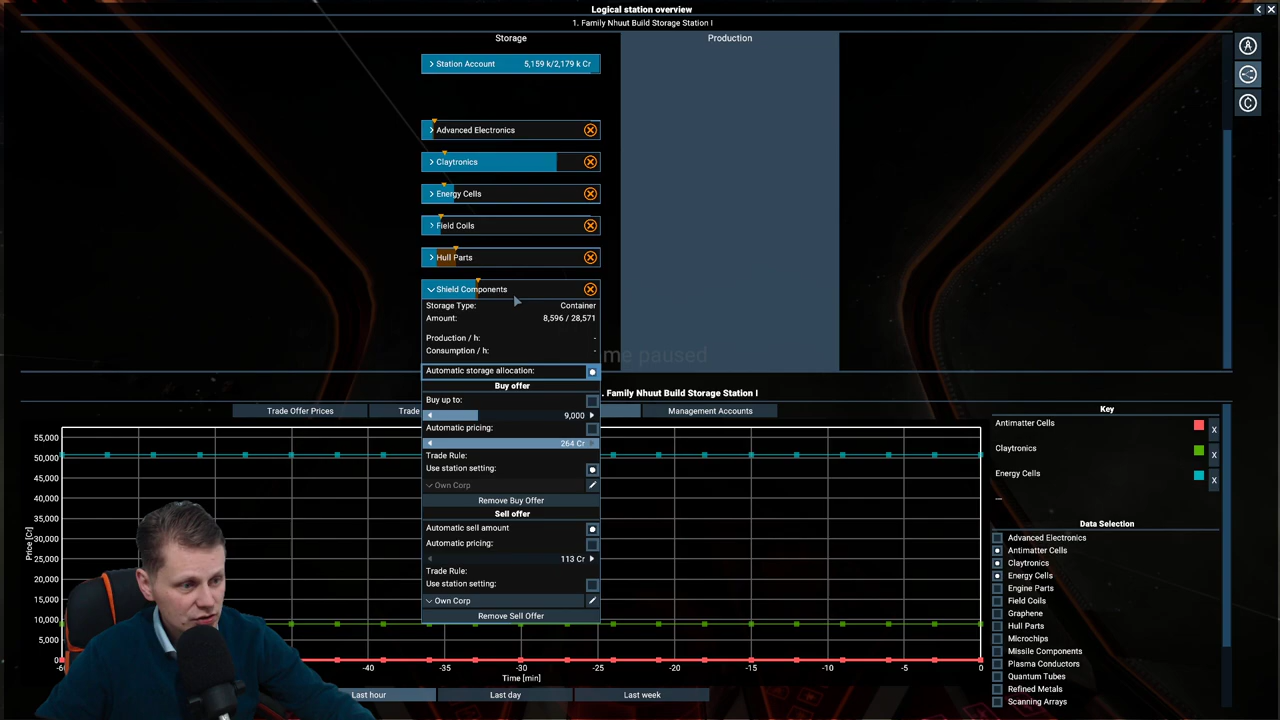 Logical station overview
1. Family Nhuut Build Storage Station I
Storage
Production
Station Account 5,159 k/2,179 k Cr
Advanced Electronics
Claytronics
Energy Cells
Field Coils
Hull Parts
Shield Components
Storage Type: Container
Amount: 8,596 / 28,571
Production / h: -
Consumption / h: -
Automatic storage allocation:
Buy offer
Buy up to:
9,000
Automatic pricing:
264 Cr
Trade Rule:
Use station setting:
Own Corp
Remove Buy Offer
Sell offer
Automatic sell amount
Automatic pricing:
113 Cr
Trade Rule:
Use station setting:
Own Corp
Remove Sell Offer
me paused
. Family Nhuut Build Storage Station I
Trade Offer Prices
Trade
Management Accounts
Price [Cr]
55,000
50,000
45,000
40,000
35,000
30,000
25,000
20,000
15,000
10,000
5,000
0
-6
-40
-35
-30
-25
-20
-15
-10
-5
0
Time [min]
Last hour
Last day
Last week
Key
Antimatter Cells X
Claytronics X
Energy Cells X
Data Selection
Advanced Electronics
Antimatter Cells
Claytronics
Energy Cells
Engine Parts
Field Coils
Graphene
Hull Parts
Microchips
Missile Components
Plasma Conductors
Quantum Tubes
Refined Metals
Scanning Arrays